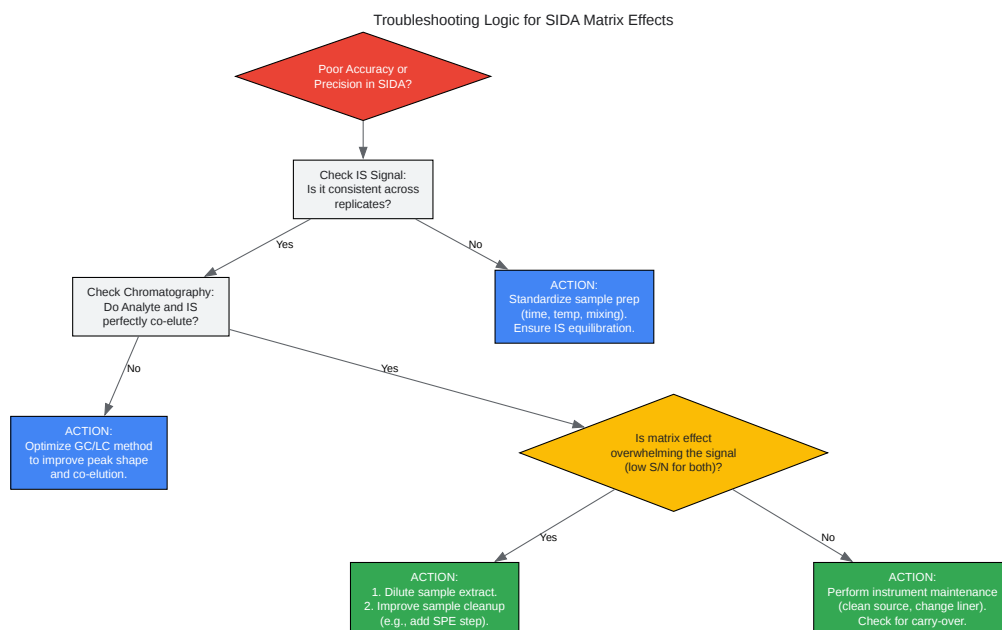 Troubleshooting Logic for SIDA Matrix Effects
Poor Accuracy or
Precision in SIDA?
Check IS Signal:
Is it consistent across
replicates?
Yes
No
Check Chromatography:
Do Analyte and IS
perfectly co-elute?
ACTION:
Standardize sample prep
(time, temp, mixing).
Ensure IS equilibration.
No
Yes
ACTION:
Optimize GC/LC method
to improve peak shape
and co-elution.
Is matrix effect
overwhelming the signal
(low S/N for both)?
Yes
No
ACTION:
1. Dilute sample extract.
2. Improve sample cleanup
(e.g., add SPE step).
ACTION:
Perform instrument maintenance
(clean source, change liner).
Check for carry-over.